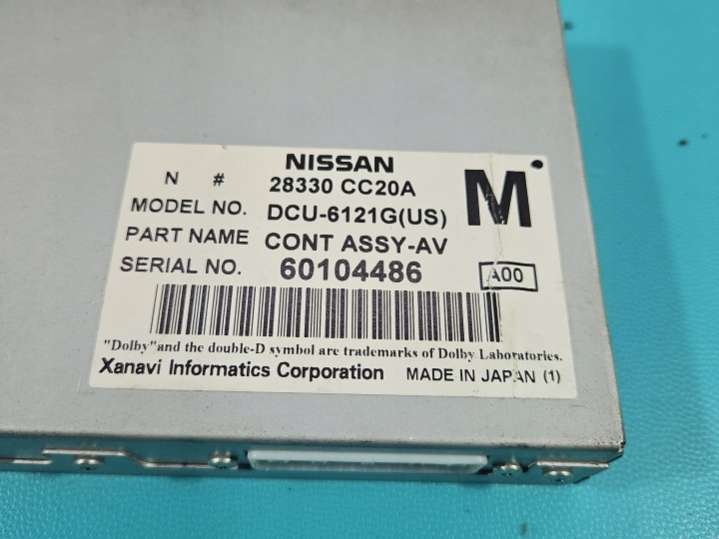 NISSAN
N # 28330 CC20A
M
MODEL NO. DCU-6121G(US)
PART NAME CONT ASSY-AV
SERIAL NO. 60104486
A00
"Dolby"and the double-D symbol are trademarks of Dolby Laboratories.
Xanavi Informatics Corporation MADE IN JAPAN (1)